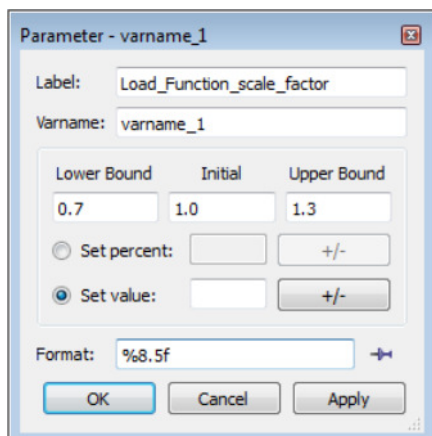 Parameter - varname_1
Label: Load_Function_scale_factor
Varname: varname_1
Lower Bound Initial Upper Bound
0.7 1.0 1.3
Set percent: +/-
Set value: +/-
Format: %8.5f
OK Cancel Apply